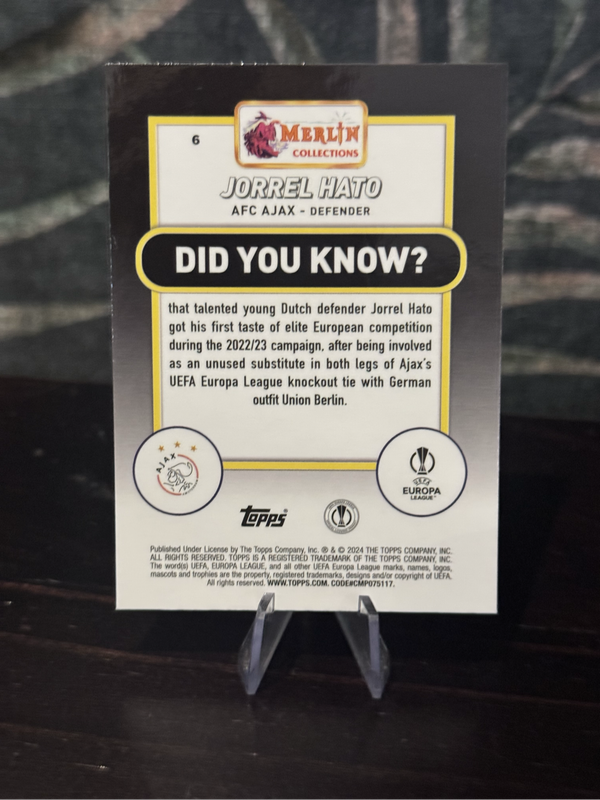 6
MERLIN
COLLECTIONS
JORREL HATO
AFC AJAX - DEFENDER
DID YOU KNOW?
that talented young Dutch defender Jorrel Hato
got his first taste of elite European competition
during the 2022/23 campaign, after being involved
as an unused substitute in both legs of Ajax's
UEFA Europa League knockout tie with German
outfit Union Berlin.
AJAX
UEFA
EUROPA
LEAGUE™
Topps®
Published Under License by The Topps Company, Inc. ® & © 2024 THE TOPPS COMPANY, INC.
ALL RIGHTS RESERVED. TOPPS IS A REGISTERED TRADEMARK OF THE TOPPS COMPANY, INC.
The word(s) UEFA, EUROPA LEAGUE, and all other UEFA Europa League marks, names, logos,
mascots and trophies are the property, registered trademarks, designs and/or copyright of UEFA.
All rights reserved. WWW.TOPPS.COM. CODE#CMP075117.